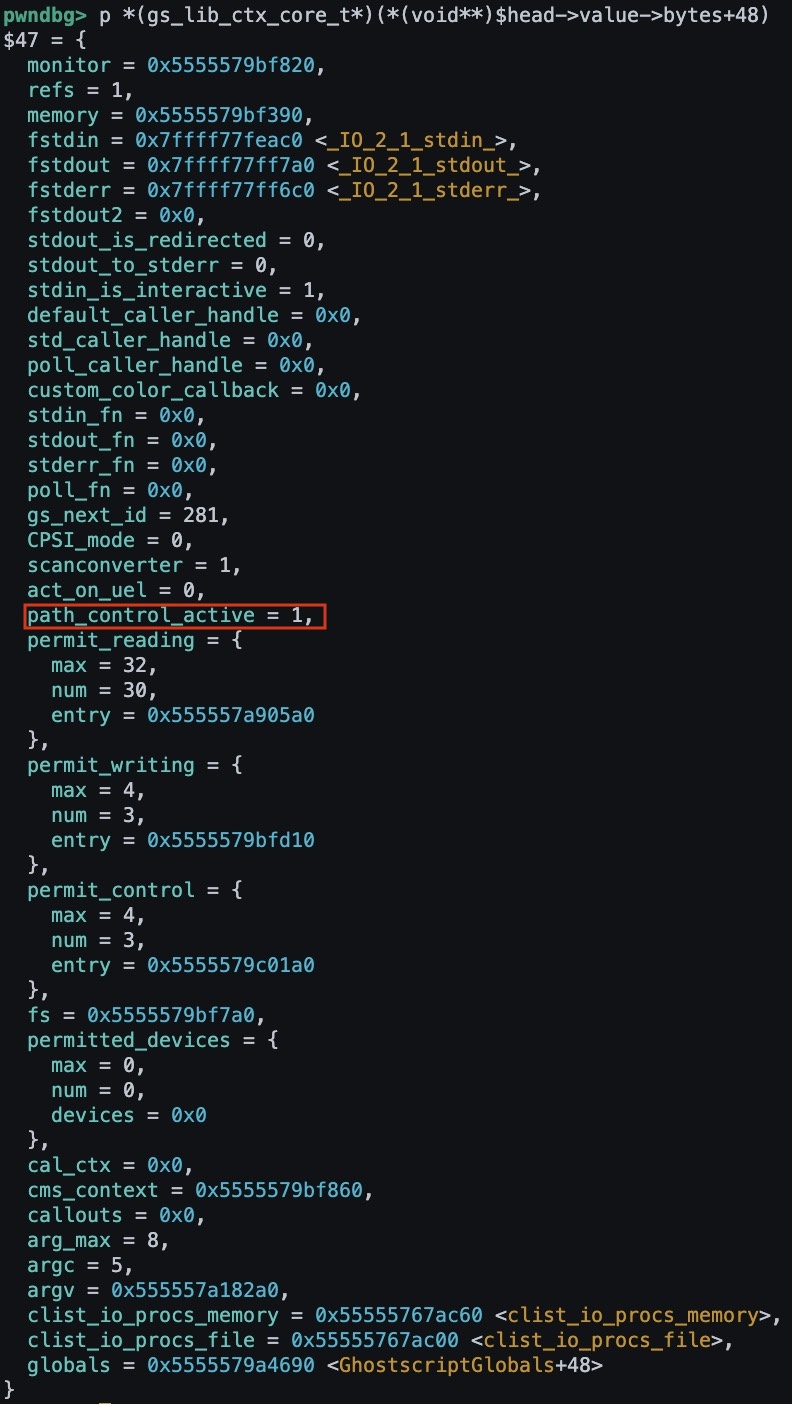 pwndbg> p *(gs_lib_ctx_core_t*)(*(void**)$head->value->bytes+48)
$47 = {
  monitor = 0x5555579bf820,
  refs = 1,
  memory = 0x5555579bf390,
  fstdin = 0x7ffff77feac0 <_IO_2_1_stdin_>,
  fstdout = 0x7ffff77ff7a0 <_IO_2_1_stdout_>,
  fstderr = 0x7ffff77ff6c0 <_IO_2_1_stderr_>,
  fstdout2 = 0x0,
  stdout_is_redirected = 0,
  stdout_to_stderr = 0,
  stdin_is_interactive = 1,
  default_caller_handle = 0x0,
  std_caller_handle = 0x0,
  poll_caller_handle = 0x0,
  custom_color_callback = 0x0,
  stdin_fn = 0x0,
  stdout_fn = 0x0,
  stderr_fn = 0x0,
  poll_fn = 0x0,
  gs_next_id = 281,
  CPSI_mode = 0,
  scanconverter = 1,
  act_on_uel = 0,
  path_control_active = 1,
  permit_reading = {
    max = 32,
    num = 30,
    entry = 0x555557a905a0
  },
  permit_writing = {
    max = 4,
    num = 3,
    entry = 0x5555579bfd10
  },
  permit_control = {
    max = 4,
    num = 3,
    entry = 0x5555579c01a0
  },
  fs = 0x5555579bf7a0,
  permitted_devices = {
    max = 0,
    num = 0,
    devices = 0x0
  },
  cal_ctx = 0x0,
  cms_context = 0x5555579bf860,
  callouts = 0x0,
  arg_max = 8,
  argc = 5,
  argv = 0x555557a182a0,
  clist_io_procs_memory = 0x55555767ac60 <clist_io_procs_memory>,
  clist_io_procs_file = 0x55555767ac00 <clist_io_procs_file>,
  globals = 0x5555579a4690 <GhostscriptGlobals+48>
}